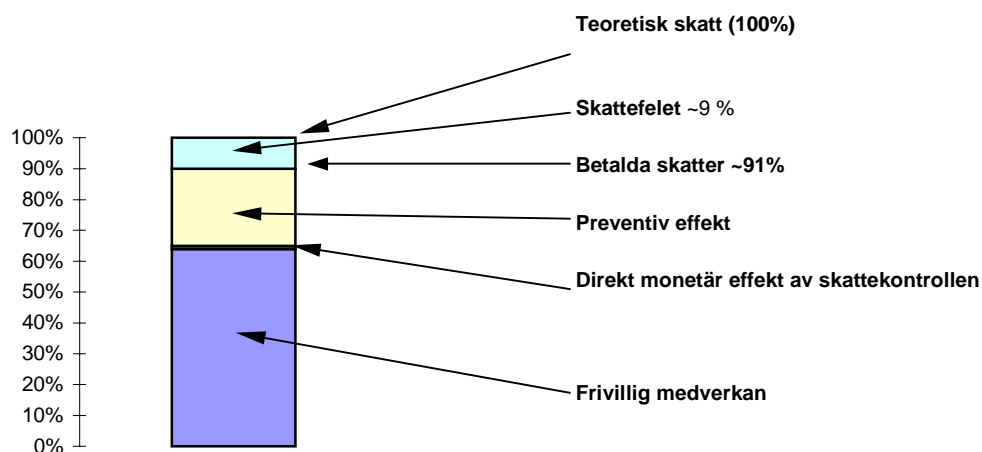 Teoretisk skatt (100%)
Skattefelet ~9 %
Betalda skatter ~91%
Preventiv effekt
Direkt monetär effekt av skattekontrollen
Frivillig medverkan
100%
90%
80%
70%
60%
50%
40%
30%
20%
10%
0%